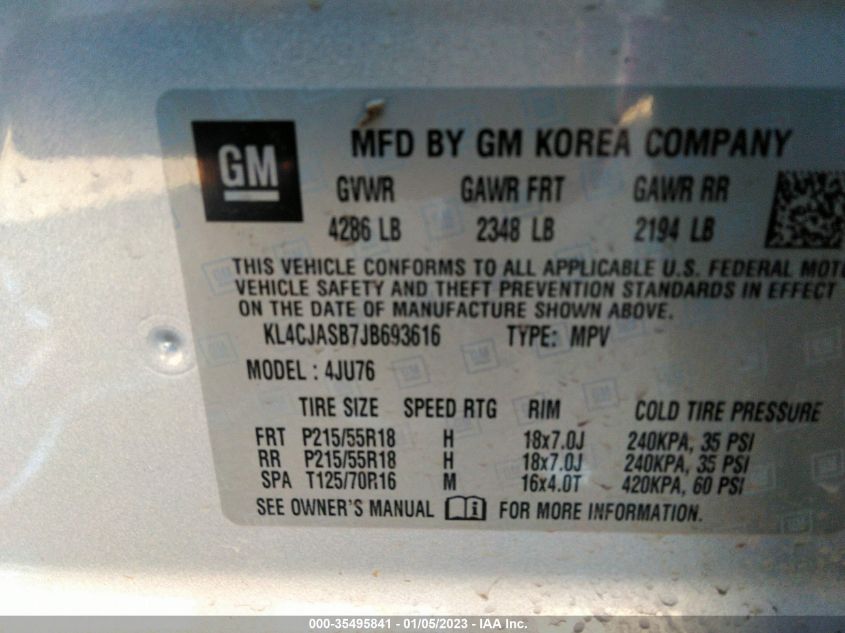 GM
MFD BY GM KOREA COMPANY
GVWR GAWR FRT GAWR RR
4286 LB 2348 LB 2194 LB
THIS VEHICLE CONFORMS TO ALL APPLICABLE U.S. FEDERAL
VEHICLE SAFETY AND THEFT PREVENTION STANDARDS IN EFFECT
ON THE DATE OF MANUFACTURE SHOWN ABOVE.
KL4CJASB7JB693616 TYPE: MPV
MODEL : 4JU76
TIRE SIZE SPEED RTG RIM COLD TIRE PRESSURE
FRT P215/55R18 H 18x7.0J 240KPA, 35 PSI
RR P215/55R18 H 18x7.0J 240KPA, 35 PSI
SPA T125/70R16 M 16x4.0T 420KPA, 60 PSI
SEE OWNER'S MANUAL FOR MORE INFORMATION.
000-35495841 - 01/05/2023 - IAA Inc.